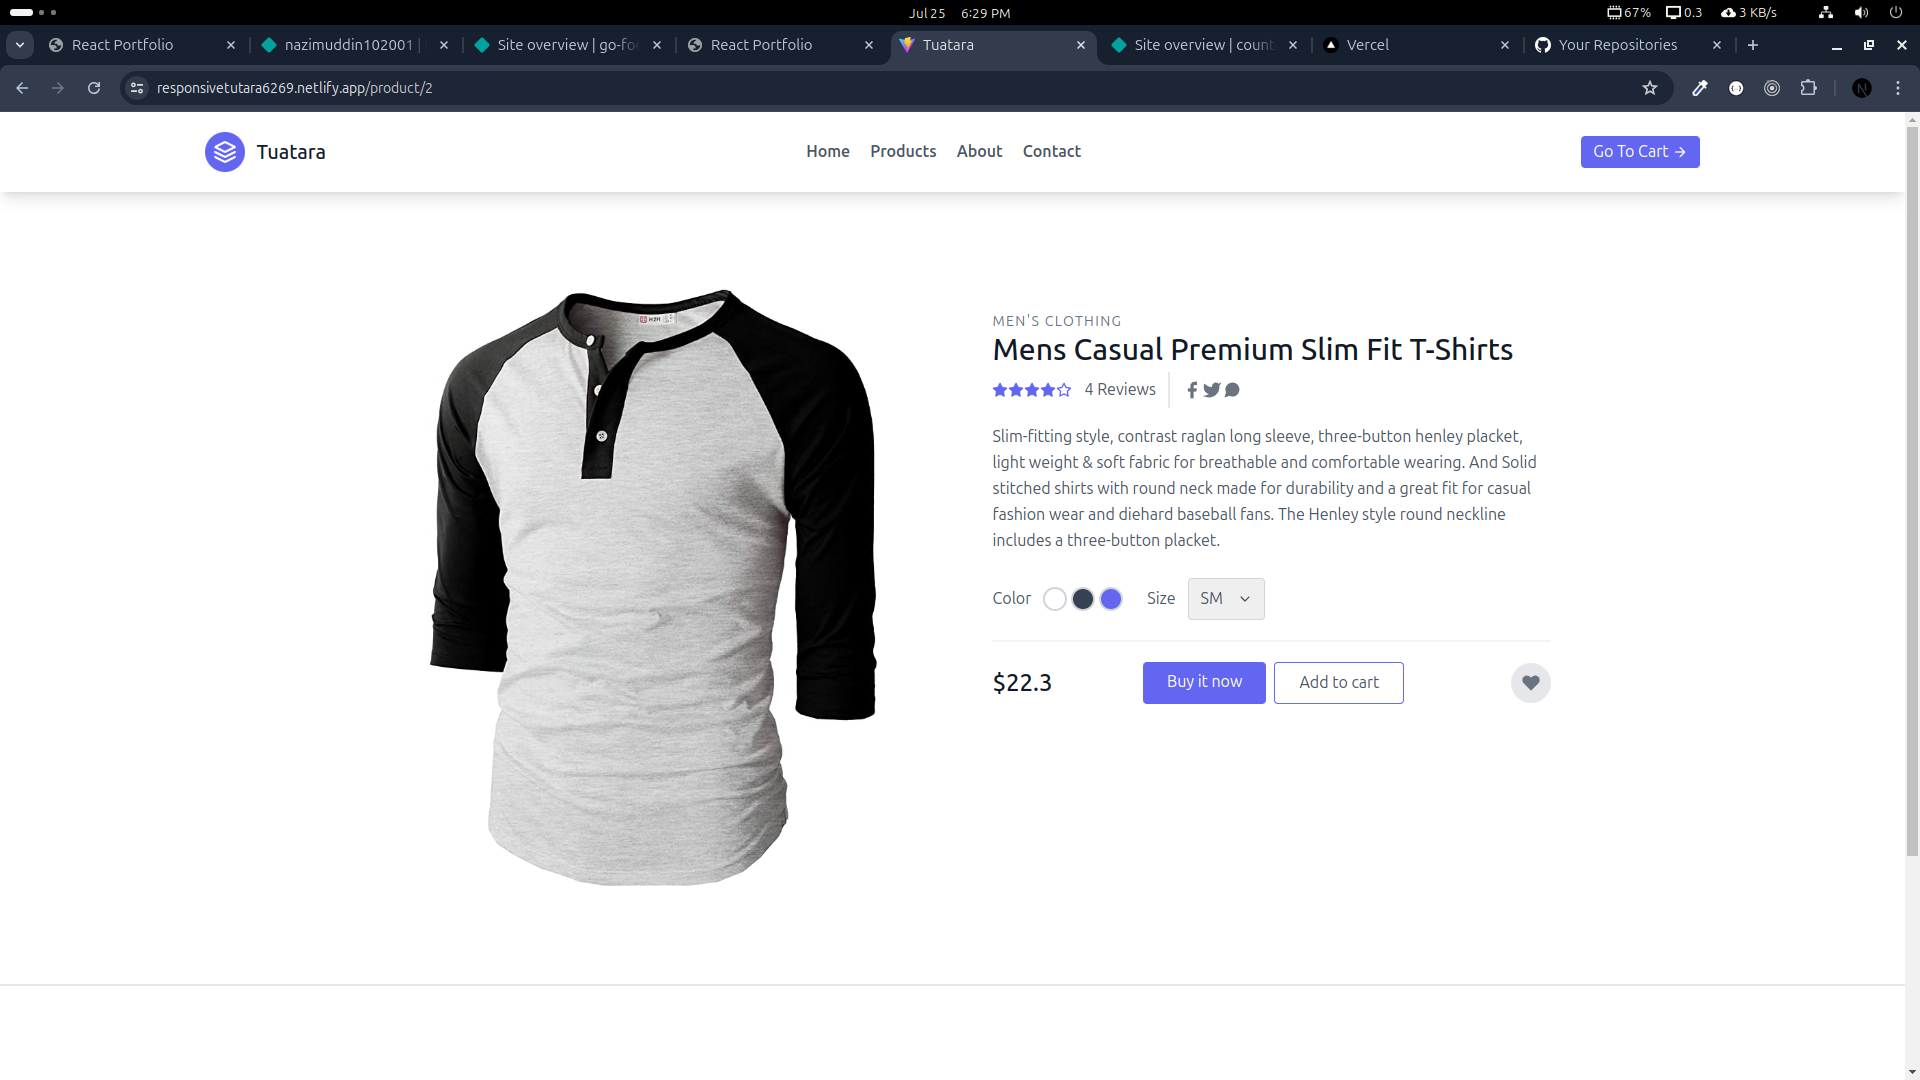 Jul 25 6:29 PM
67% 0.3 3 KB/s
React Portfolio
nazimuddin102001 |
Site overview | go-foo
React Portfolio
Tuatara
Site overview | count
Vercel
Your Repositories
responsivetutara6269.netlify.app/product/2
N
Tuatara
Home Products About Contact
Go To Cart →
H2H
MEN'S CLOTHING
Mens Casual Premium Slim Fit T-Shirts
4 Reviews
Slim-fitting style, contrast raglan long sleeve, three-button henley placket,
light weight & soft fabric for breathable and comfortable wearing. And Solid
stitched shirts with round neck made for durability and a great fit for casual
fashion wear and diehard baseball fans. The Henley style round neckline
includes a three-button placket.
Color Size SM
$22.3 Buy it now Add to cart